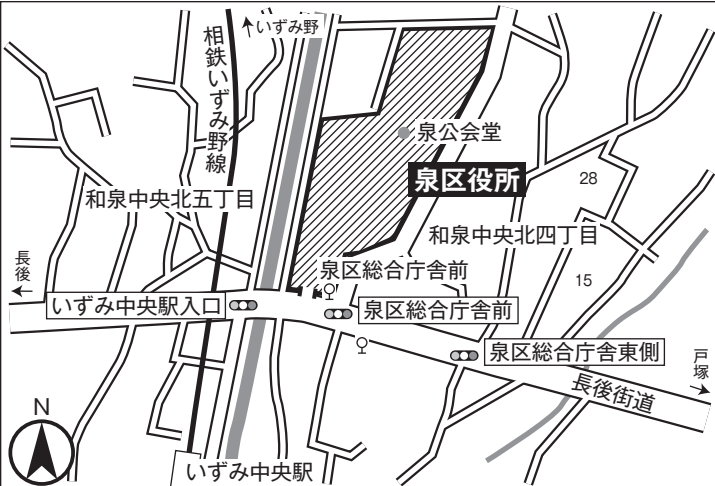 ↑いずみ野
相鉄いずみ野線
泉公会堂
泉区役所
28
和泉中央北五丁目
和泉中央北四丁目
長後
←
泉区総合庁舎前
15
いずみ中央駅入口
泉区総合庁舎前
泉区総合庁舎東側
戸塚
→
長後街道
N
いずみ中央駅